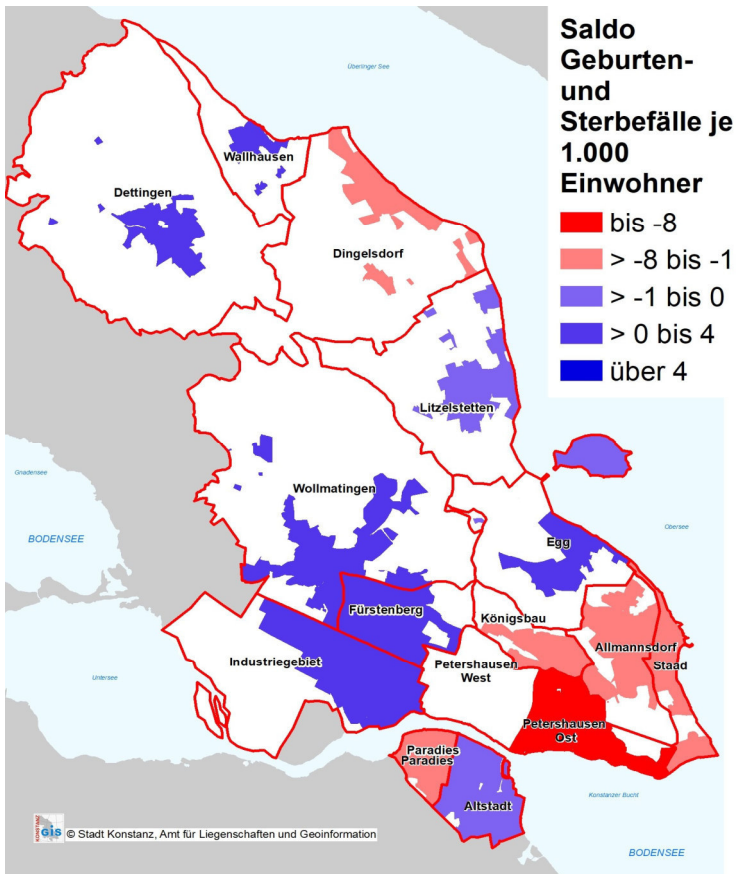 Saldo
Geburten-
und
Sterbefälle je
1.000
Einwohner
bis -8
> -8 bis -1
> -1 bis 0
> 0 bis 4
über 4
Überlinger See
Wallhausen
Dettingen
Dingelsdorf
Litzelstetten
Gnadensee
Wollmatingen
BODENSEE
Obersee
Egg
Fürstenberg
Königsbau
Allmannsdorf
Industriegebiet
Petershausen
West
Staad
Untersee
Petershausen
Ost
Paradies
Paradies
Konstanzer Bucht
Altstadt
KONSTANZ
GIS
© Stadt Konstanz, Amt für Liegenschaften und Geoinformation
BODENSEE